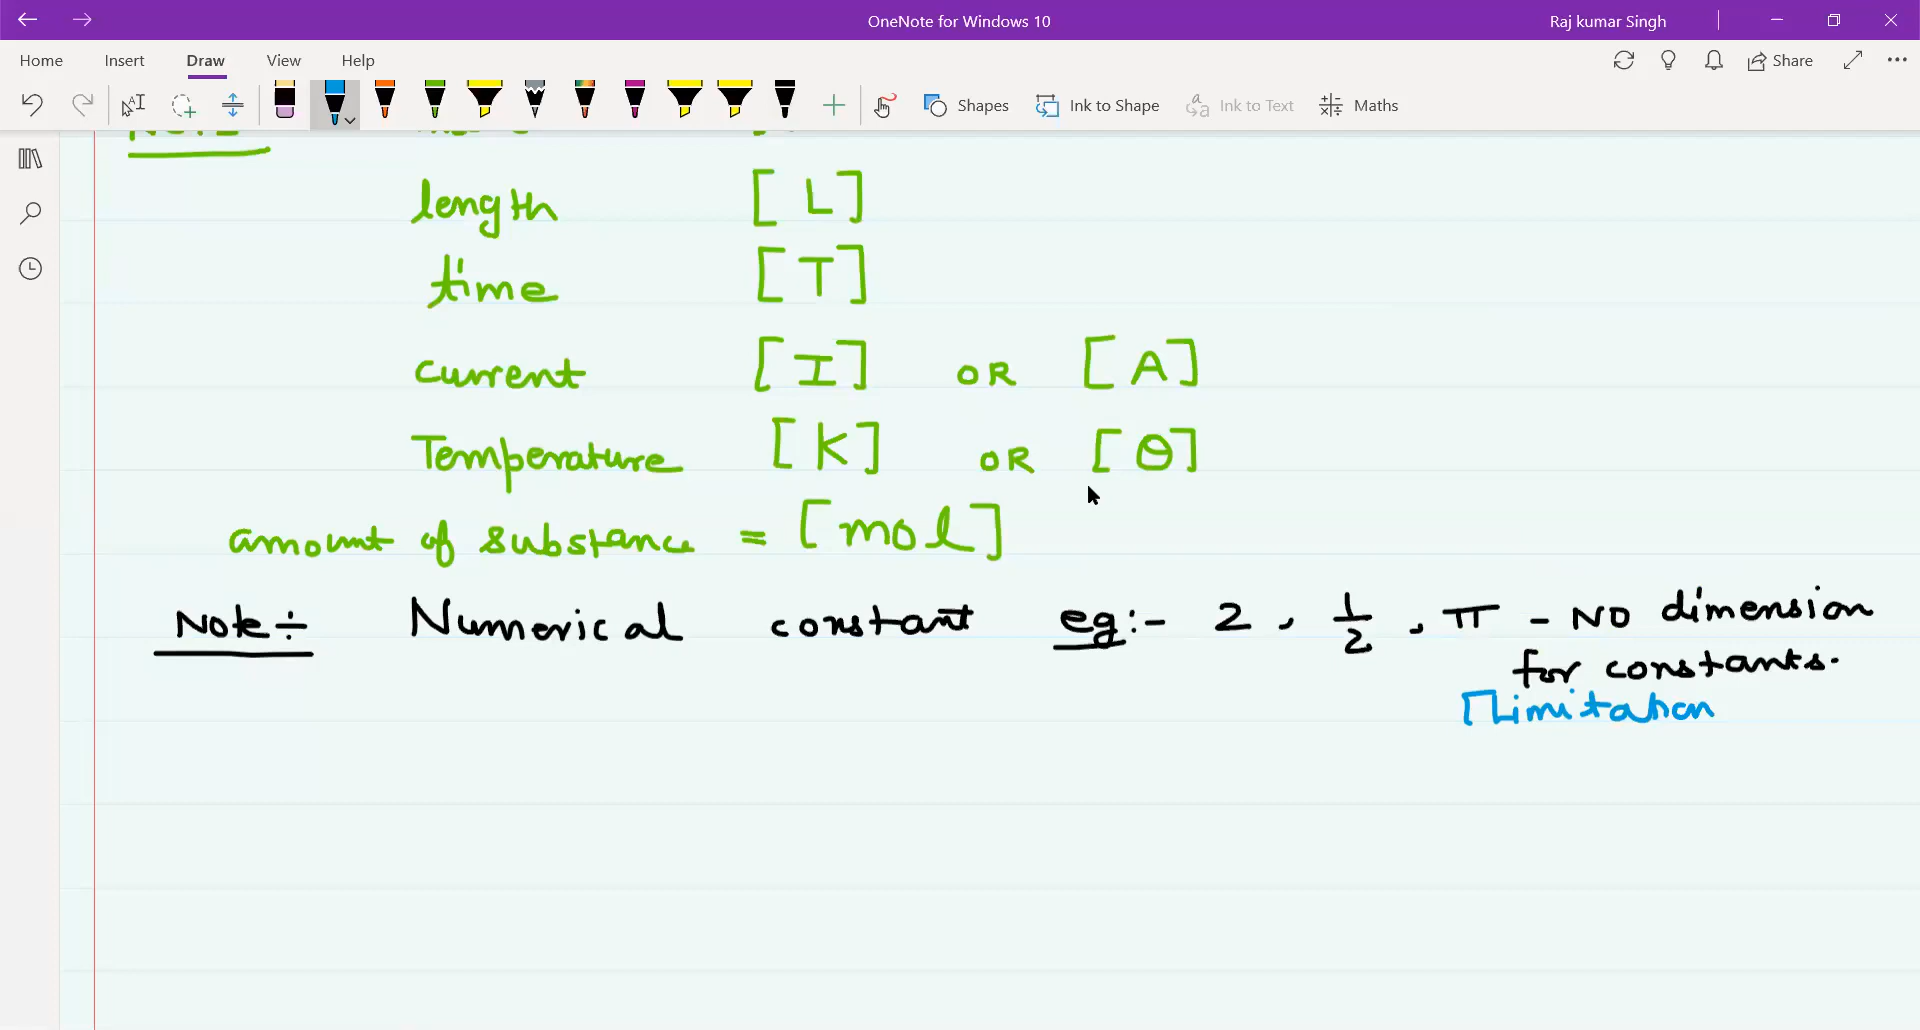 OneNote for Windows 10
Raj kumar Singh
Home Insert Draw View Help
Share
Shapes Ink to Shape Ink to Text Maths
length [ L ]
time [ T ]
current [ I ] OR [ A ]
Temperature [ K ] OR [ θ ]
amount of substance = [ mol ]
Note ÷ Numerical constant eg :- 2 , 1/2 , π - NO dimension
for constants.
[Limitation